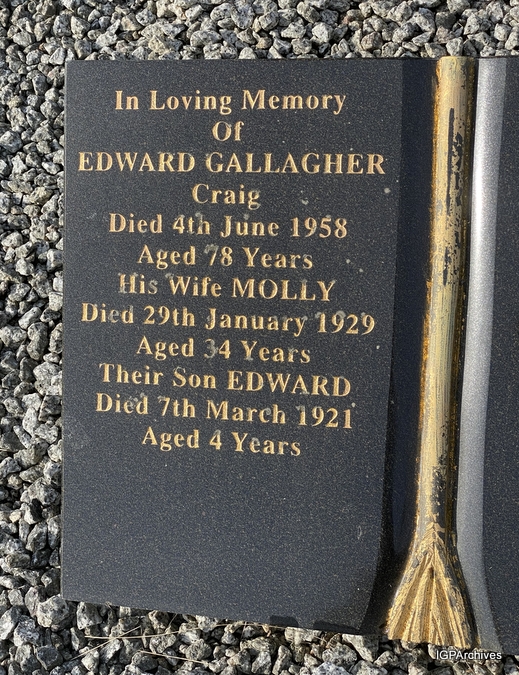 In Loving Memory
Of
EDWARD GALLAGHER
Craig
Died 4th June 1958
Aged 78 Years
His Wife MOLLY
Died 29th January 1929
Aged 34 Years
Their Son EDWARD
Died 7th March 1921
Aged 4 Years
IGPArchives